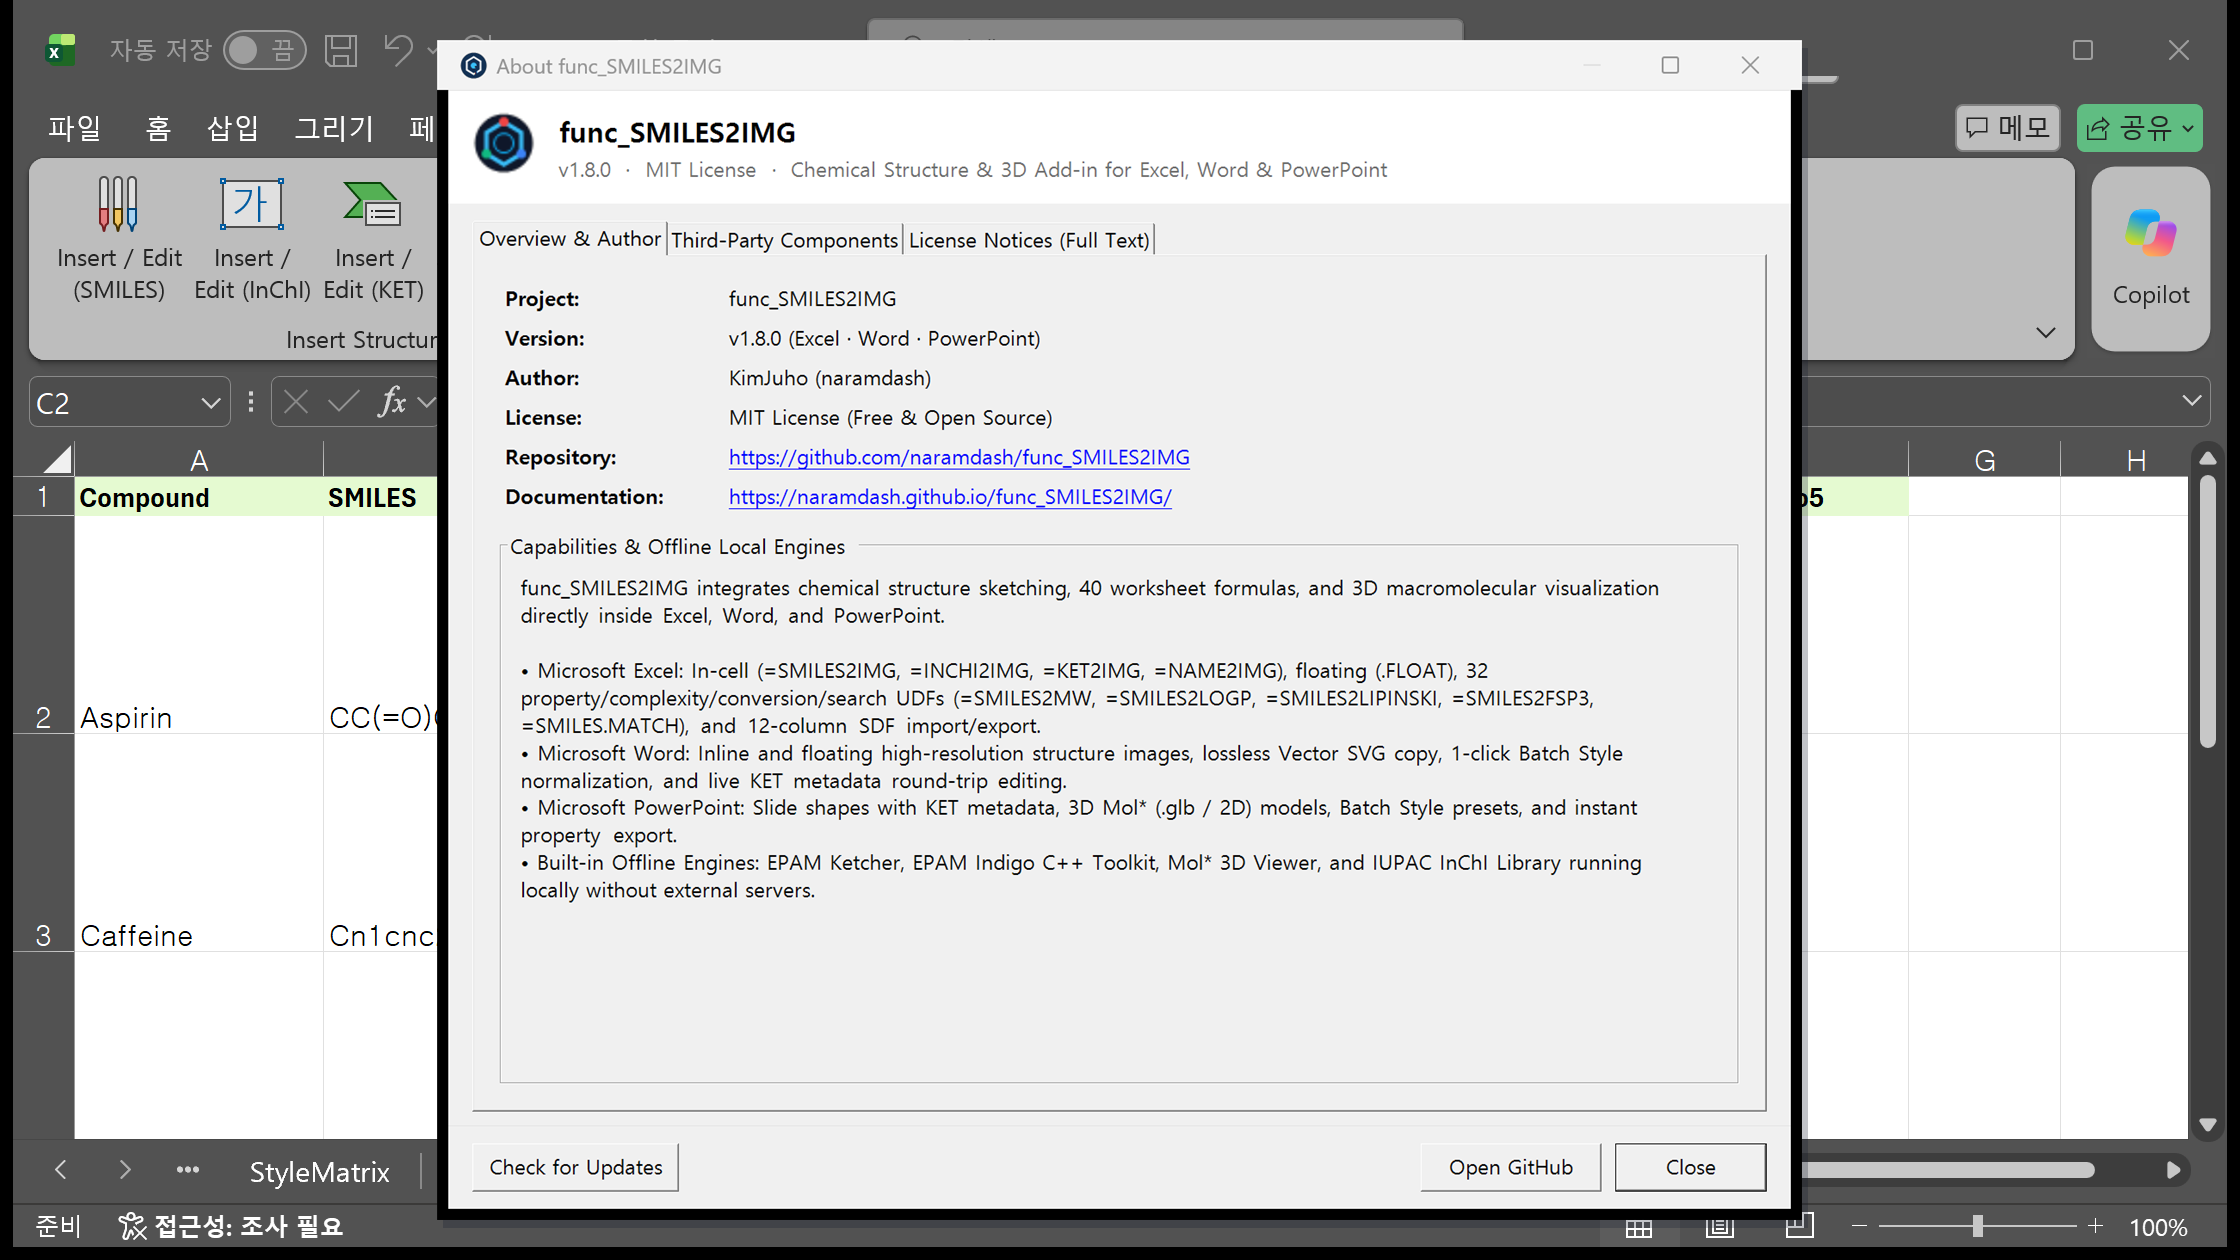 자동 저장 끔
About func_SMILES2IMG
func_SMILES2IMG
v1.8.0 · MIT License · Chemical Structure & 3D Add-in for Excel, Word & PowerPoint
파일 홈 삽입 그리기 페
메모
공유
Insert / Edit (SMILES)
Insert / Edit (InChI)
Insert / Edit (KET)
Insert Structur
Copilot
Overview & Author
Third-Party Components
License Notices (Full Text)
Project: func_SMILES2IMG
Version: v1.8.0 (Excel · Word · PowerPoint)
Author: KimJuho (naramdash)
License: MIT License (Free & Open Source)
Repository: https://github.com/naramdash/func_SMILES2IMG
Documentation: https://naramdash.github.io/func_SMILES2IMG/
Capabilities & Offline Local Engines
func_SMILES2IMG integrates chemical structure sketching, 40 worksheet formulas, and 3D macromolecular visualization
directly inside Excel, Word, and PowerPoint.
• Microsoft Excel: In-cell (=SMILES2IMG, =INCHI2IMG, =KET2IMG, =NAME2IMG), floating (.FLOAT), 32
property/complexity/conversion/search UDFs (=SMILES2MW, =SMILES2LOGP, =SMILES2LIPINSKI, =SMILES2FSP3,
=SMILES.MATCH), and 12-column SDF import/export.
• Microsoft Word: Inline and floating high-resolution structure images, lossless Vector SVG copy, 1-click Batch Style
normalization, and live KET metadata round-trip editing.
• Microsoft PowerPoint: Slide shapes with KET metadata, 3D Mol* (.glb / 2D) models, Batch Style presets, and instant
property export.
• Built-in Offline Engines: EPAM Ketcher, EPAM Indigo C++ Toolkit, Mol* 3D Viewer, and IUPAC InChI Library running
locally without external servers.
Check for Updates
Open GitHub
Close
C2
fx
A G H
1 Compound SMILES
2 Aspirin CC(=O)
3 Caffeine Cn1cnc
StyleMatrix
준비
접근성: 조사 필요
100%